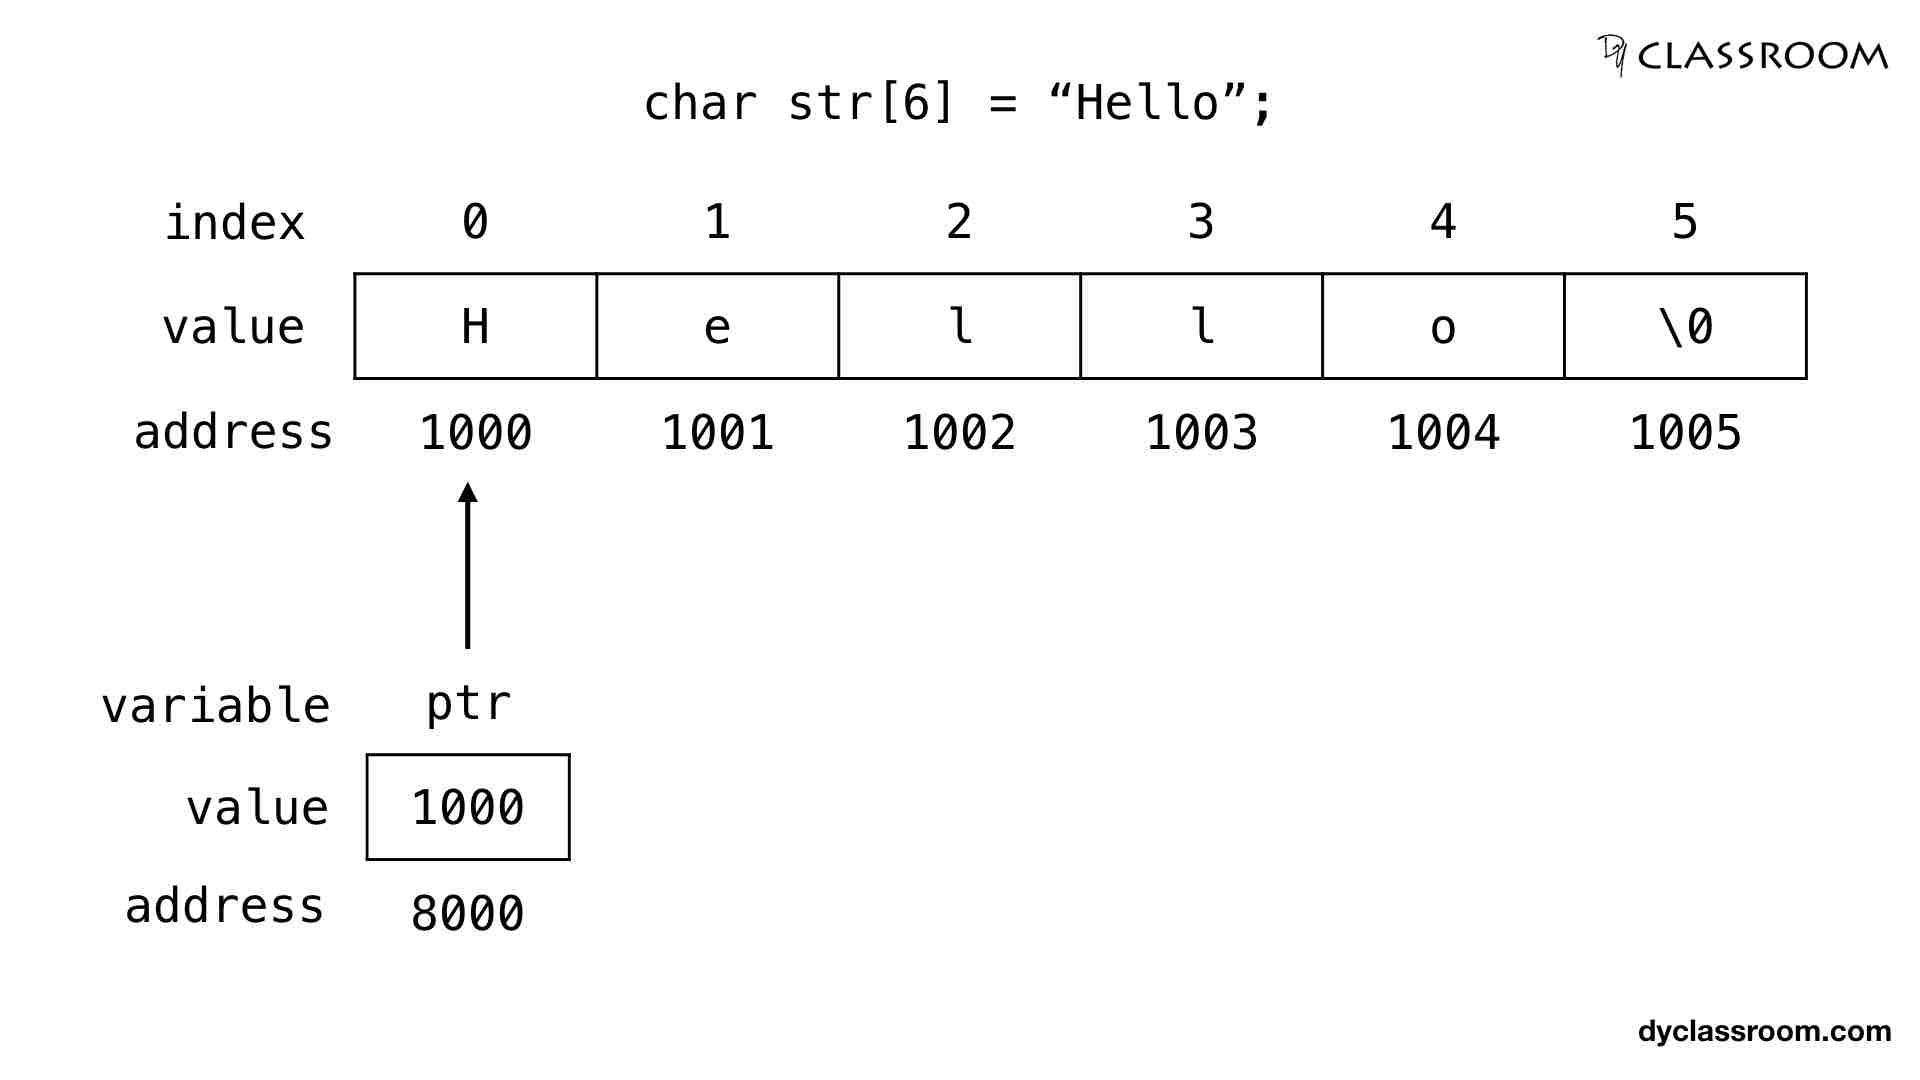 Dy CLASSROOM
char str[6] = “Hello”;
index 0 1 2 3 4 5
value H e l l o \0
address 1000 1001 1002 1003 1004 1005
variable ptr
value 1000
address 8000
dyclassroom.com